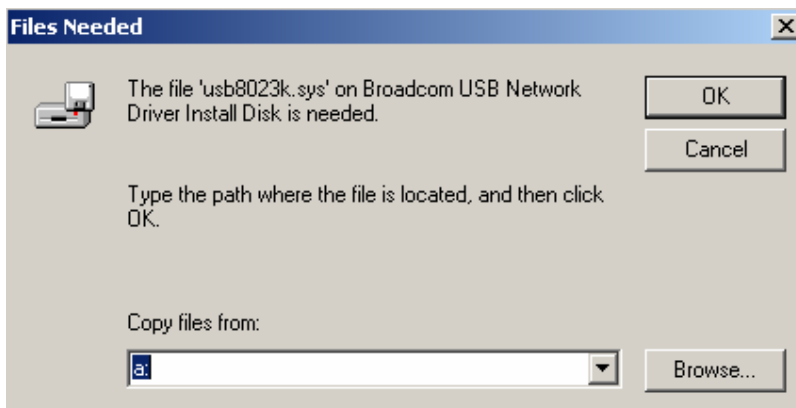 Files Needed
The file 'usb8023k.sys' on Broadcom USB Network
Driver Install Disk is needed.
OK
Cancel
Type the path where the file is located, and then click
OK.
Copy files from:
a:
Browse...